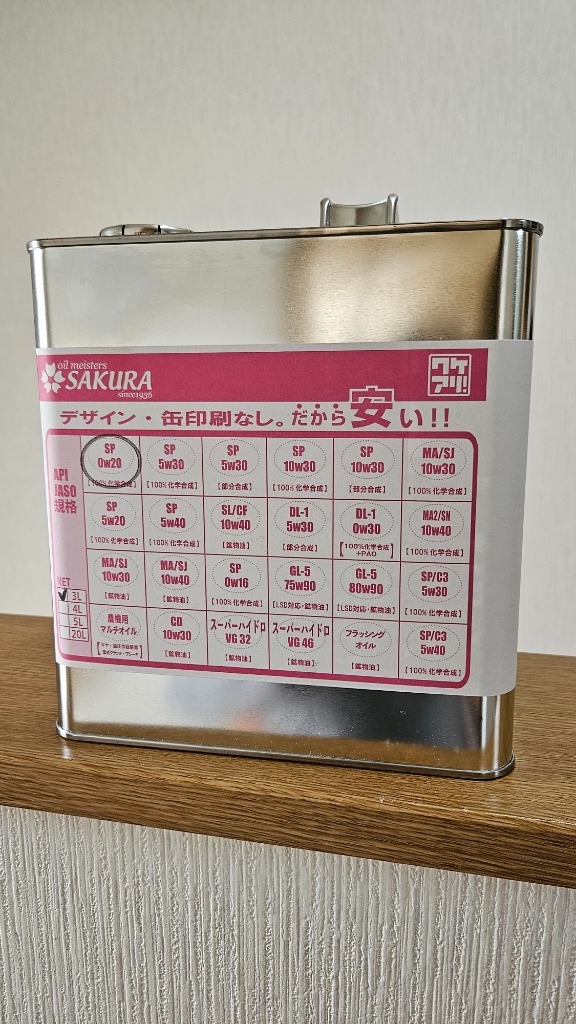 oil meisters
SAKURA
since1936
ワケアリ!
デザイン・缶印刷なし。だから安い!!
API
JASO
規格
SP 0w20 【100%化学合成】
SP 5w30 【100%化学合成】
SP 5w30 【部分合成】
SP 10w30 【100%化学合成】
SP 10w30 【部分合成】
MA/SJ 10w30 【100%化学合成】
SP 5w20 【100%化学合成】
SP 5w40 【100%化学合成】
SL/CF 10w40 【鉱物油】
DL-1 5w30 【部分合成】
DL-1 0w30 【100%化学合成+PAO】
MA2/SN 10w40 【100%化学合成】
MA/SJ 10w30 【鉱物油】
MA/SJ 10w40 【鉱物油】
SP 0w16 【100%化学合成】
GL-5 75w90 【LSD対応・鉱物油】
GL-5 80w90 【LSD対応・鉱物油】
SP/C3 5w30 【100%化学合成】
農機用マルチオイル
CD 10w30 【鉱物油】
スーパーハイドロ VG 32 【鉱物油】
スーパーハイドロ VG 46 【鉱物油】
フラッシングオイル 【鉱物油】
SP/C3 5w40 【100%化学合成】
NET
3L
4L
5L
20L